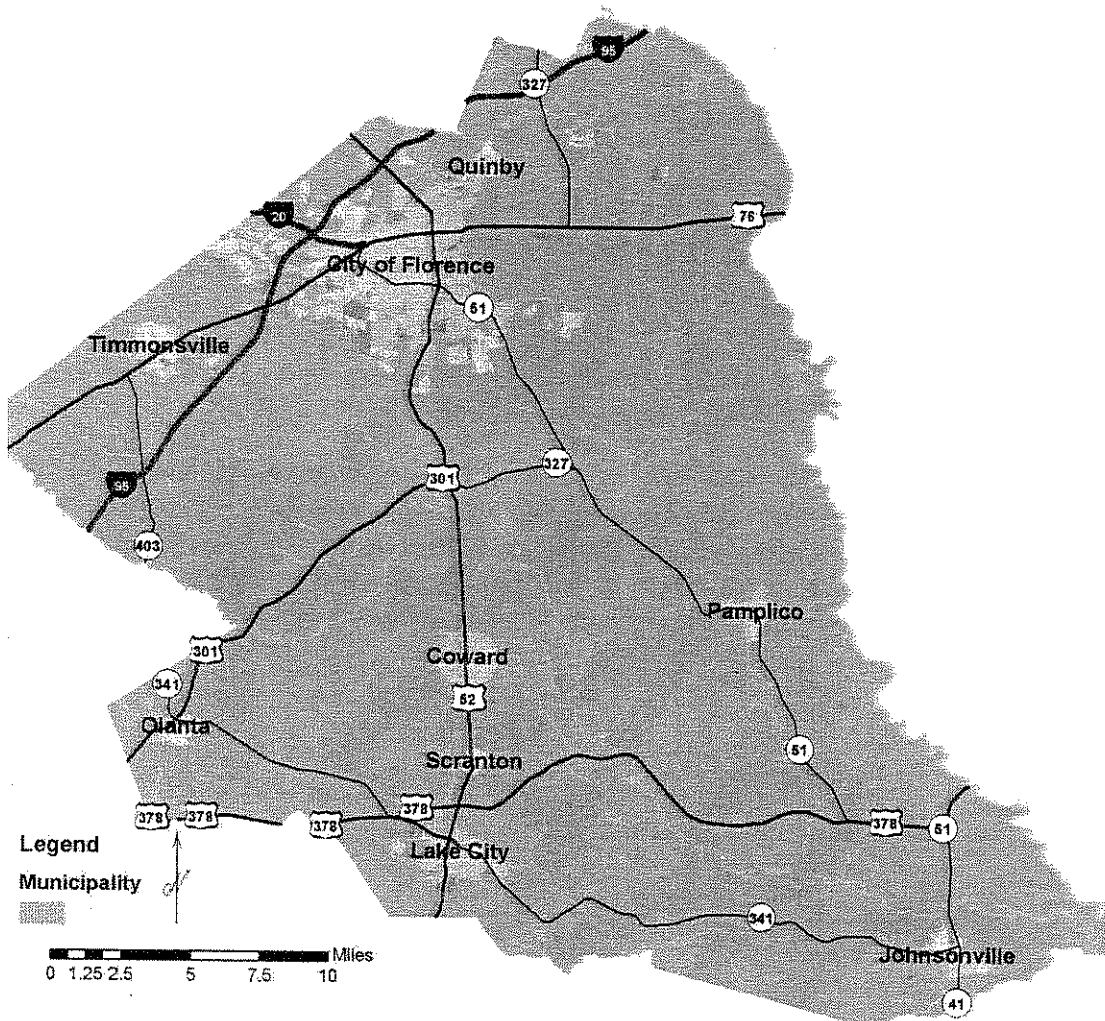 95
327
Quinby
20
76
City of Florence
51
Timmonsville
327
301
95
403
Pamplico
301
Coward
341
52
Olanta
51
Scranton
378
378
378
378
378
51
Legend
Lake City
Municipality
341
Miles
0 1.25 2.5 5 7.5 10
Johnsonville
41